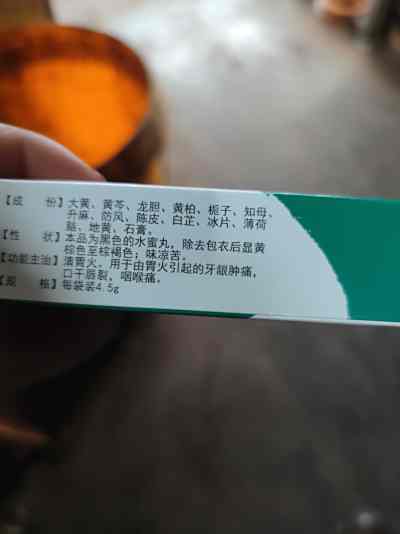 【成 份】大黄、黄芩、龙胆、黄柏、栀子、知母、
升麻、防风、陈皮、白芷、冰片、薄荷
脑、地黄、石膏。
【性 状】本品为黑色的水蜜丸，除去包衣后显黄
棕色至棕褐色；味凉苦。
【功能主治】清胃火。用于由胃火引起的牙龈肿痛，
口干唇裂，咽喉痛。
【规 格】每袋装4.5g